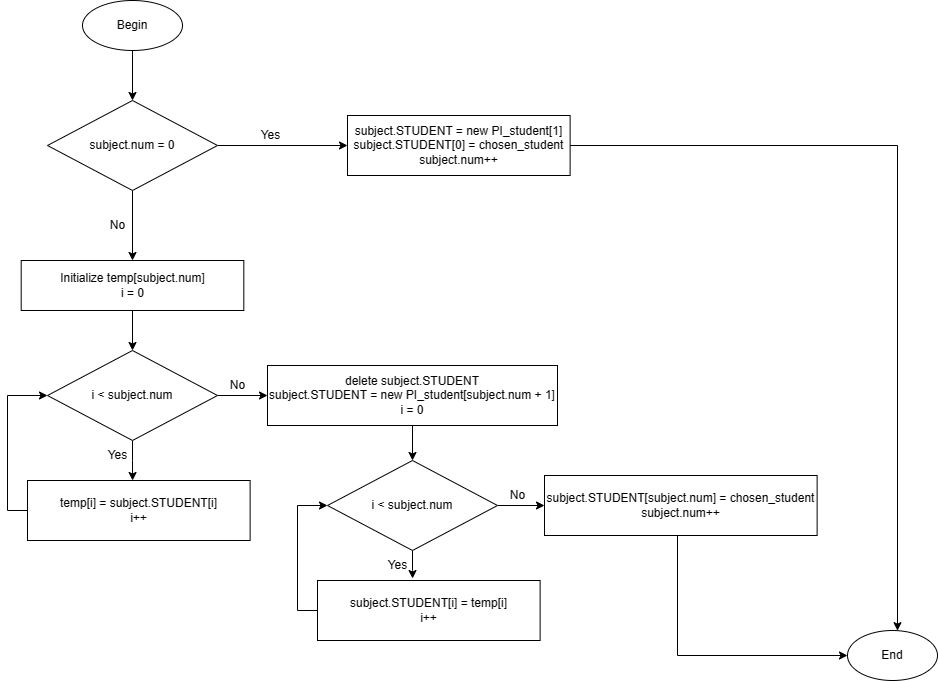 Begin
subject.num = 0
Yes
subject.STUDENT = new PI_student[1]
subject.STUDENT[0] = chosen_student
subject.num++
No
Initialize temp[subject.num]
i = 0
i < subject.num
No
delete subject.STUDENT
subject.STUDENT = new PI_student[subject.num + 1]
i = 0
Yes
temp[i] = subject.STUDENT[i]
i++
i < subject.num
No
subject.STUDENT[subject.num] = chosen_student
subject.num++
Yes
subject.STUDENT[i] = temp[i]
i++
End